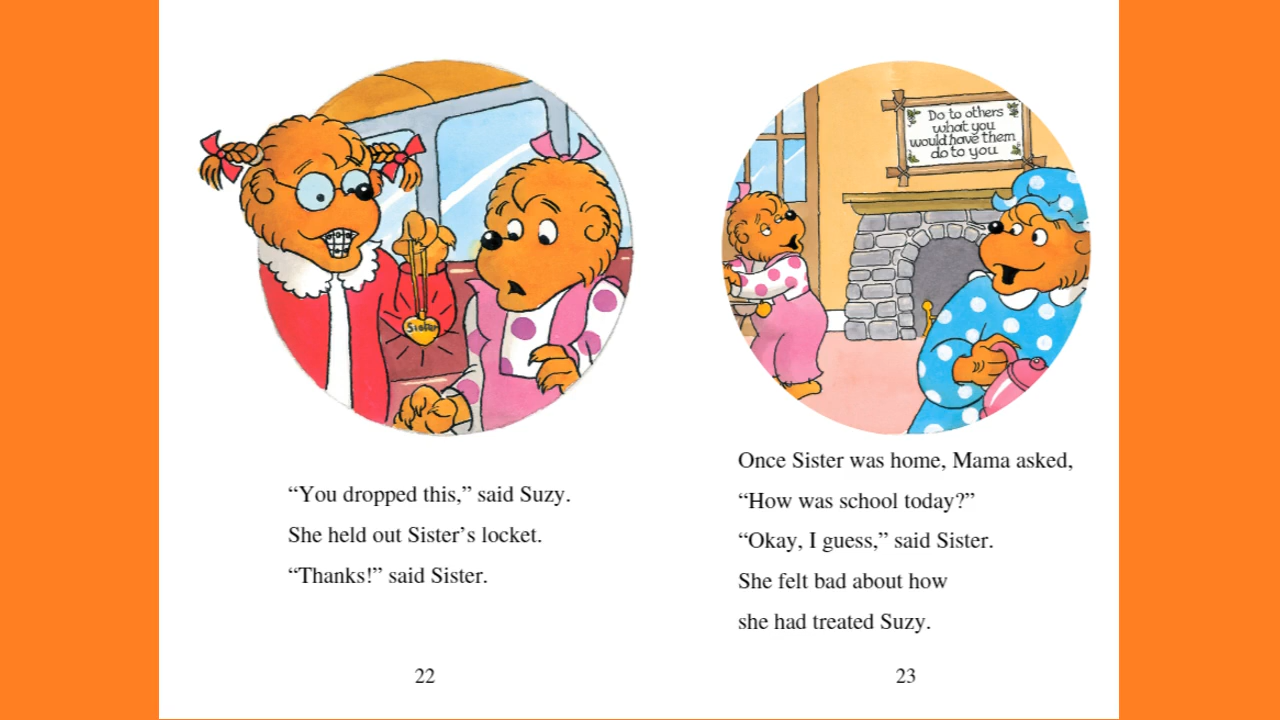 Sister
“You dropped this,” said Suzy.
She held out Sister’s locket.
“Thanks!” said Sister.
22
Do to others
what you
would have them
do to you.
Once Sister was home, Mama asked,
“How was school today?”
“Okay, I guess,” said Sister.
She felt bad about how
she had treated Suzy.
23